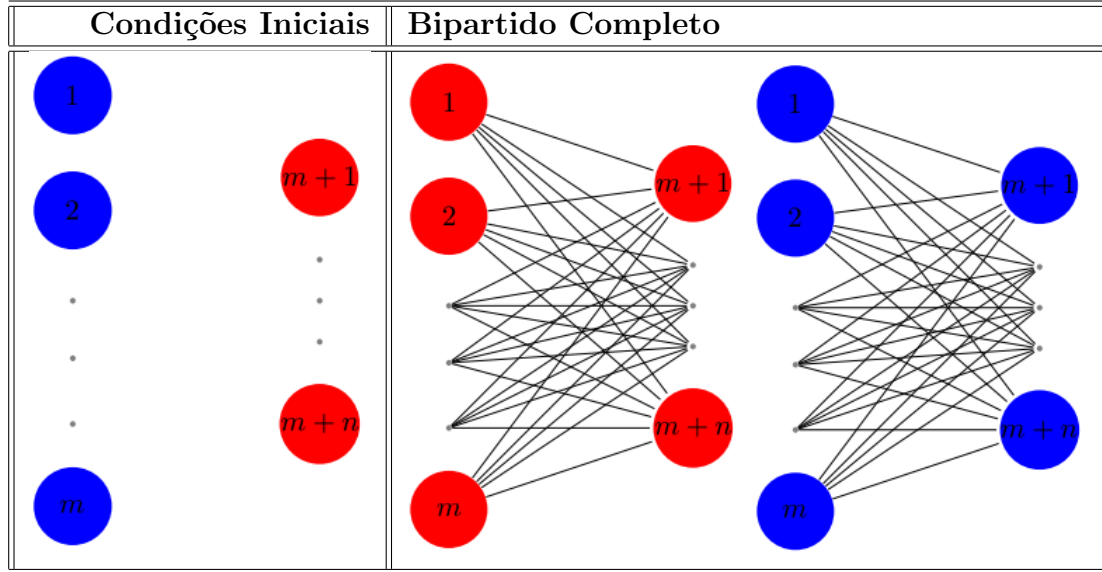 Condições Iniciais
Bipartido Completo
1
2
m
m + 1
m + n
1
2
m
m + 1
m + n
1
2
m
m + 1
m + n